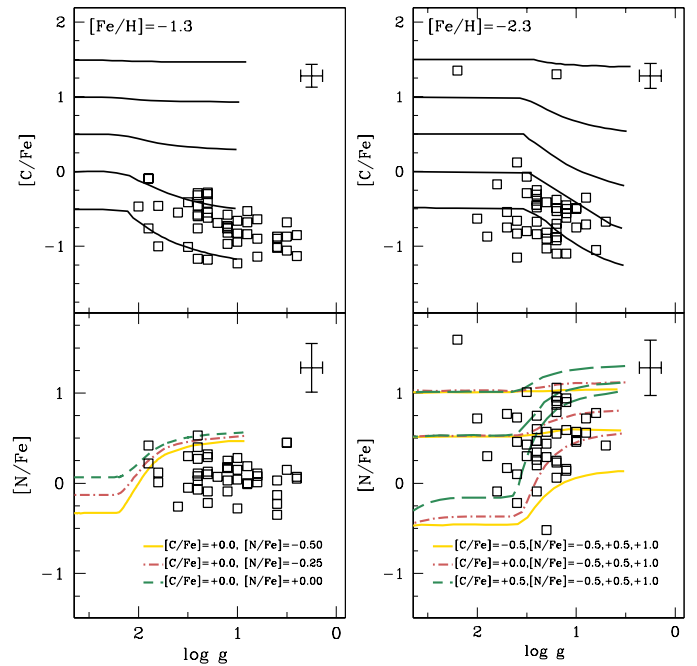 [Fe/H]=−1.3
[Fe/H]=−2.3
2
1
0
−1
[C/Fe]
2
1
0
−1
[C/Fe]
1
0
−1
[N/Fe]
[C/Fe]=+0.0, [N/Fe]=−0.50
[C/Fe]=+0.0, [N/Fe]=−0.25
[C/Fe]=+0.0, [N/Fe]=+0.00
1
0
−1
[N/Fe]
[C/Fe]=−0.5,[N/Fe]=−0.5,+0.5,+1.0
[C/Fe]=+0.0,[N/Fe]=−0.5,+0.5,+1.0
[C/Fe]=+0.5,[N/Fe]=−0.5,+0.5,+1.0
2 1 0
log g
2 1 0
log g